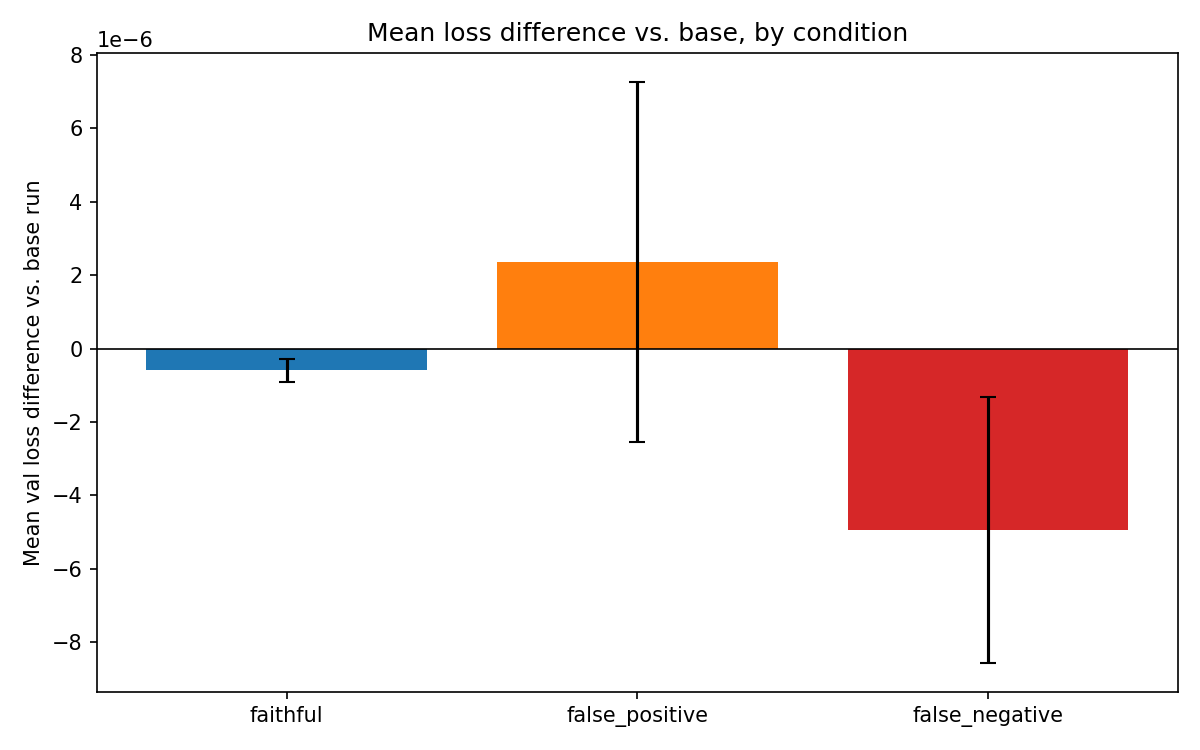 Mean loss difference vs. base, by condition
1e−6
8
6
4
2
0
−2
−4
−6
−8
Mean val loss difference vs. base run
faithful
false_positive
false_negative